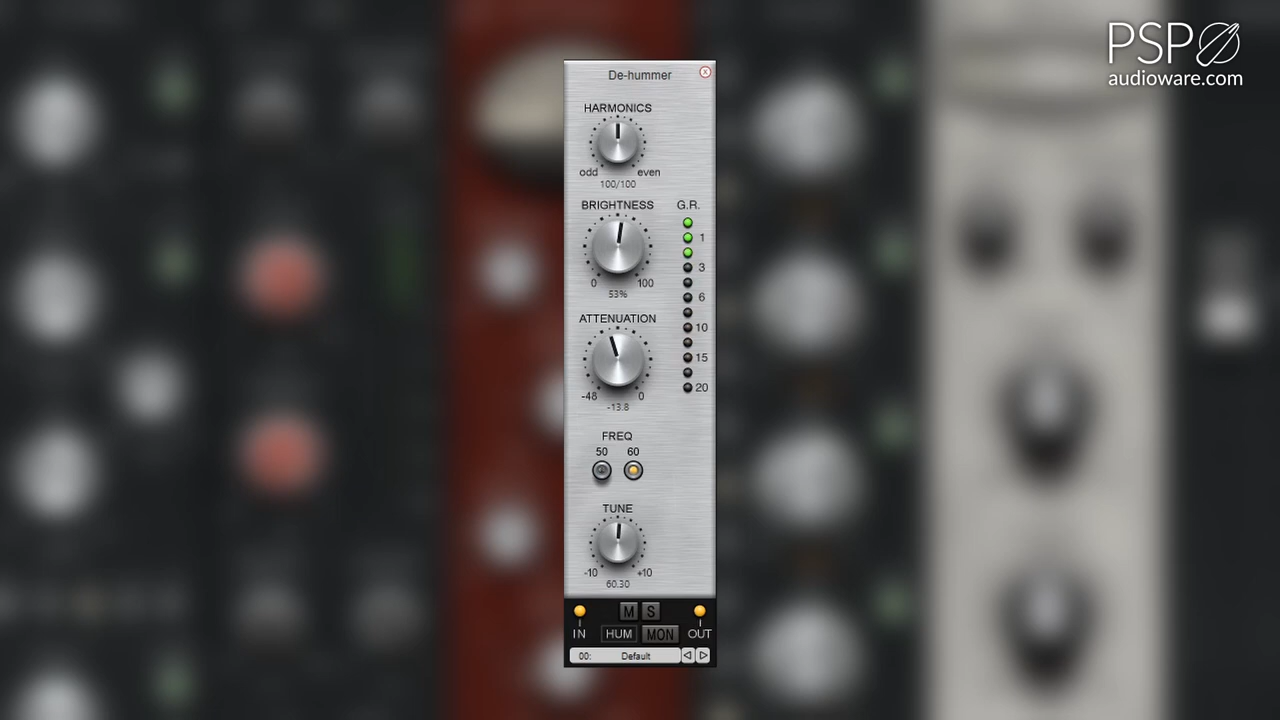 PSP
audioware.com
De-hummer
HARMONICS
odd even
100/100
BRIGHTNESS G.R.
1
3
0 100
53%
6
ATTENUATION
10
15
20
-48 0
-13.8
FREQ
50 60
TUNE
-10 +10
60.30
M S
IN HUM MON OUT
00: Default